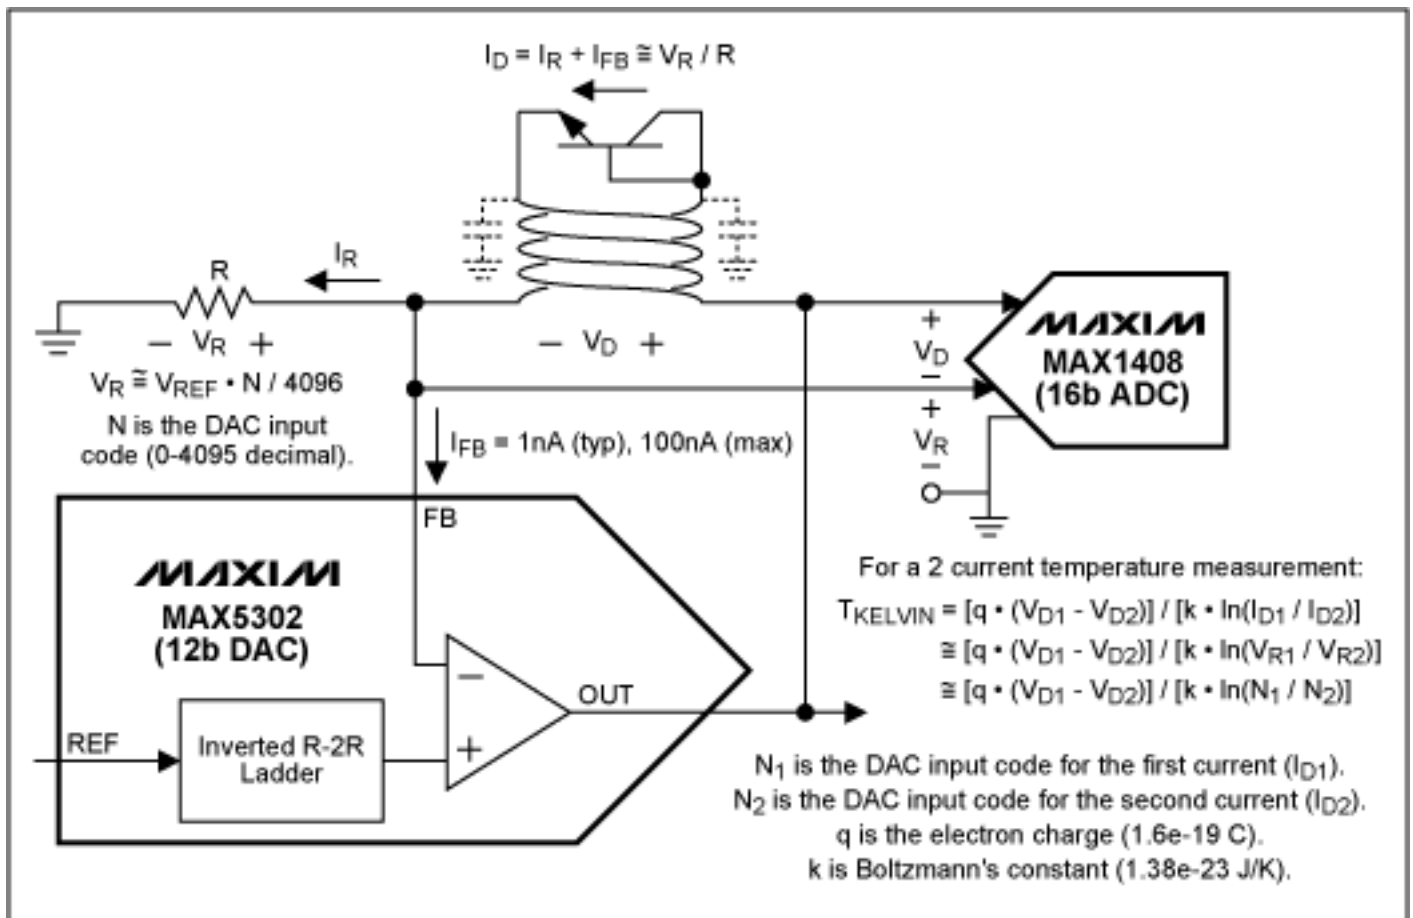 I_D = I_R + I_FB ≅ V_R / R
I_R
R
− V_R +
V_R ≅ V_REF • N / 4096
N is the DAC input
code (0-4095 decimal).
− V_D +
I_FB = 1nA (typ), 100nA (max)
+
V_D
−
+
V_R
−
MAXIM
MAX1408
(16b ADC)
FB
MAXIM
MAX5302
(12b DAC)
−
+
OUT
REF
Inverted R-2R
Ladder
For a 2 current temperature measurement:
T_KELVIN = [q • (V_D1 - V_D2)] / [k • ln(I_D1 / I_D2)]
≅ [q • (V_D1 - V_D2)] / [k • ln(V_R1 / V_R2)]
≅ [q • (V_D1 - V_D2)] / [k • ln(N_1 / N_2)]
N_1 is the DAC input code for the first current (I_D1).
N_2 is the DAC input code for the second current (I_D2).
q is the electron charge (1.6e-19 C).
k is Boltzmann's constant (1.38e-23 J/K).